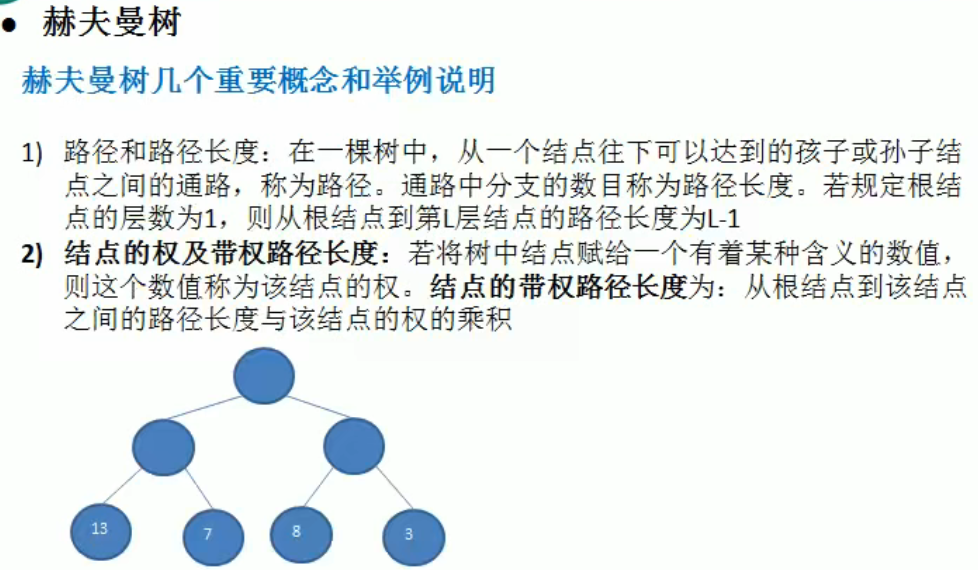 ● 赫夫曼树
赫夫曼树几个重要概念和举例说明
1) 路径和路径长度：在一棵树中，从一个结点往下可以达到的孩子或孙子结
点之间的通路，称为路径。通路中分支的数目称为路径长度。若规定根结
点的层数为1，则从根结点到第L层结点的路径长度为L-1
2) 结点的权及带权路径长度：若将树中结点赋给一个有着某种含义的数值，
则这个数值称为该结点的权。结点的带权路径长度为：从根结点到该结点
之间的路径长度与该结点的权的乘积
13 7 8 3